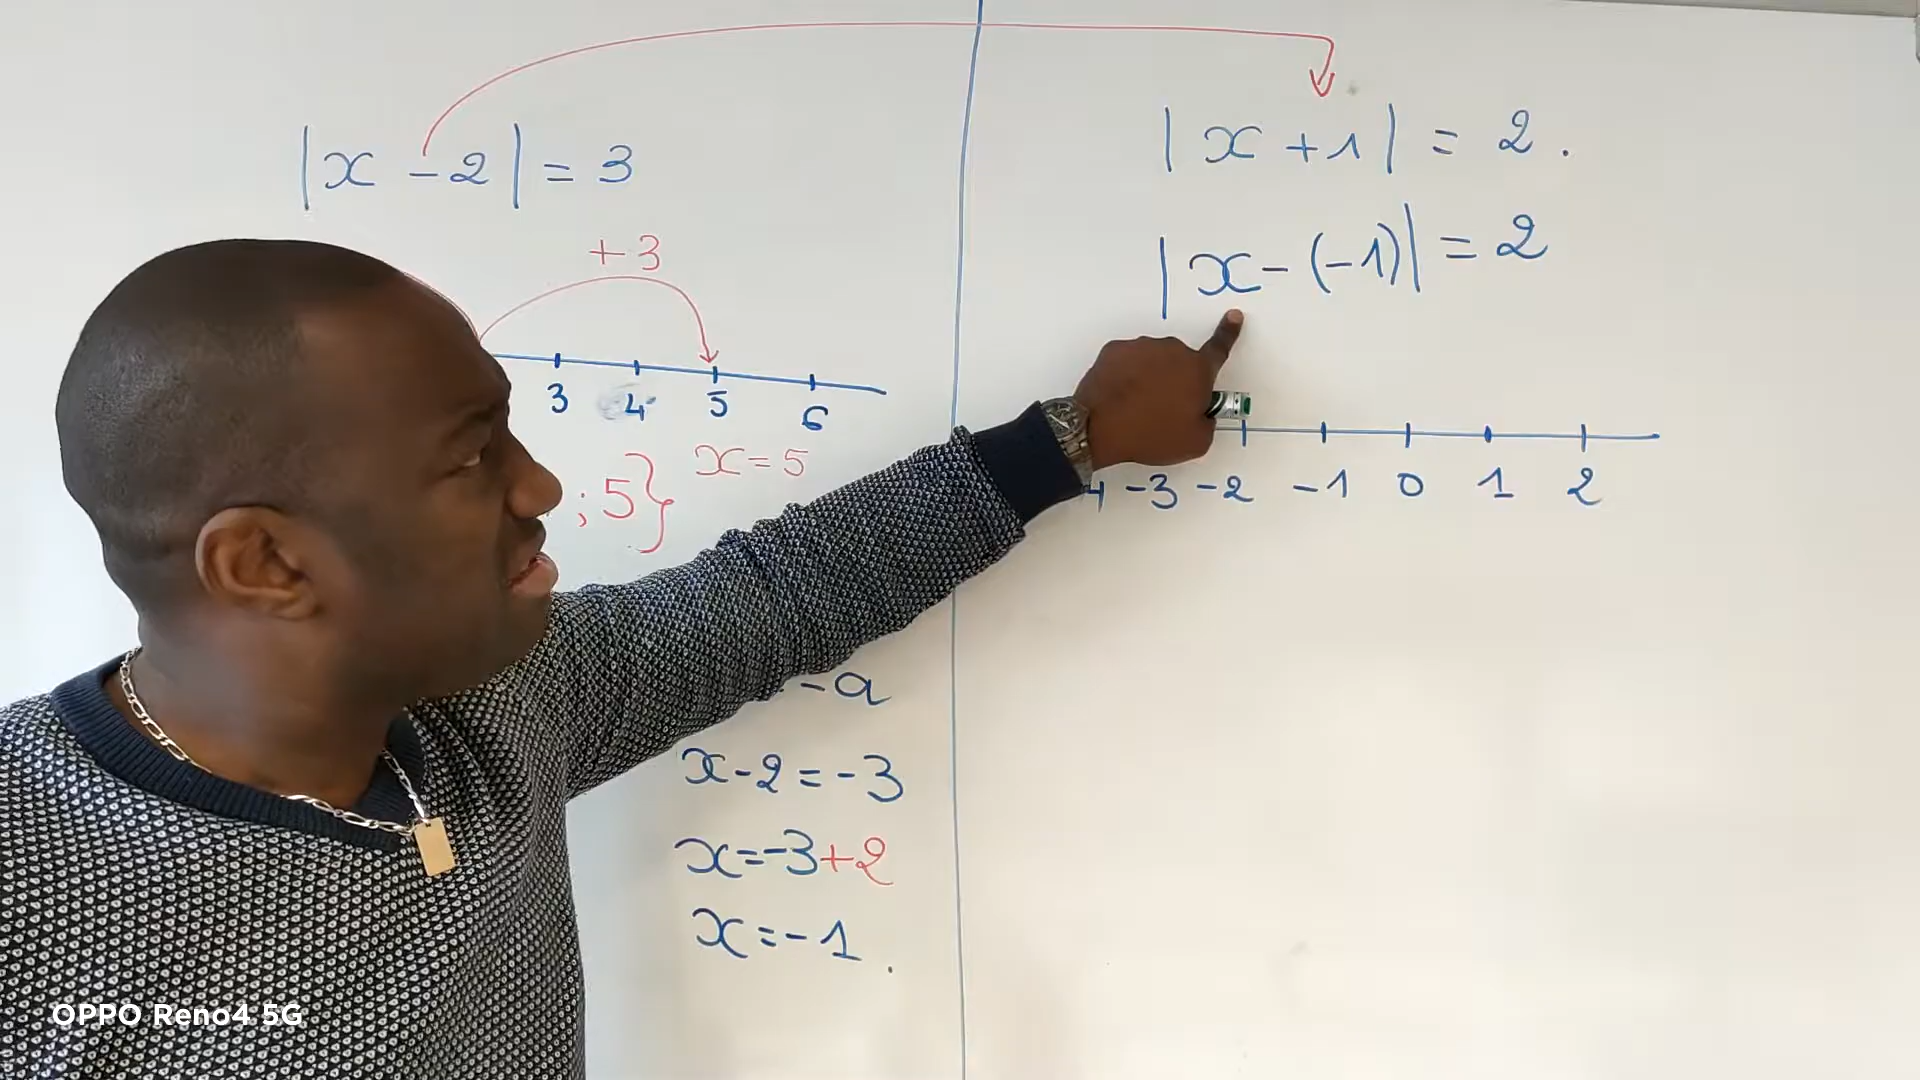 |x - 2| = 3
+3
3 4 5 6
; 5}
x = 5
- a
x - 2 = - 3
x = - 3 + 2
x = - 1 .
|x + 1| = 2 .
|x - (-1)| = 2
4 -3 -2 -1 0 1 2
OPPO Reno4 5G